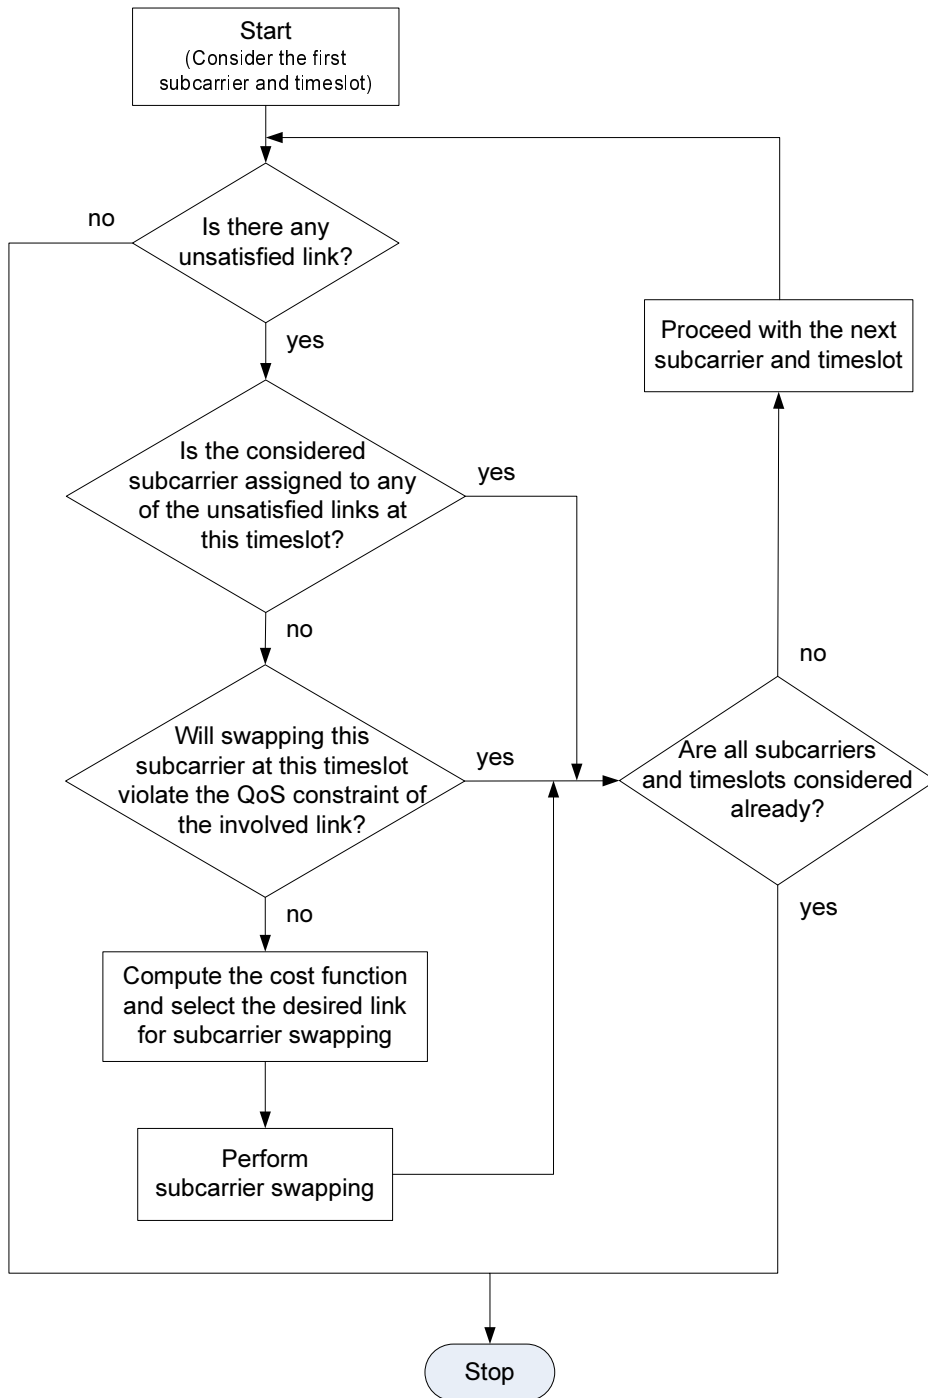 Start
(Consider the first
subcarrier and timeslot)
no
Is there any
unsatisfied link?
yes
Proceed with the next
subcarrier and timeslot
Is the considered
subcarrier assigned to any
of the unsatisfied links at
this timeslot?
yes
no
no
Will swapping this
subcarrier at this timeslot
violate the QoS constraint of
the involved link?
yes
Are all subcarriers
and timeslots considered
already?
no
yes
Compute the cost function
and select the desired link
for subcarrier swapping
Perform
subcarrier swapping
Stop